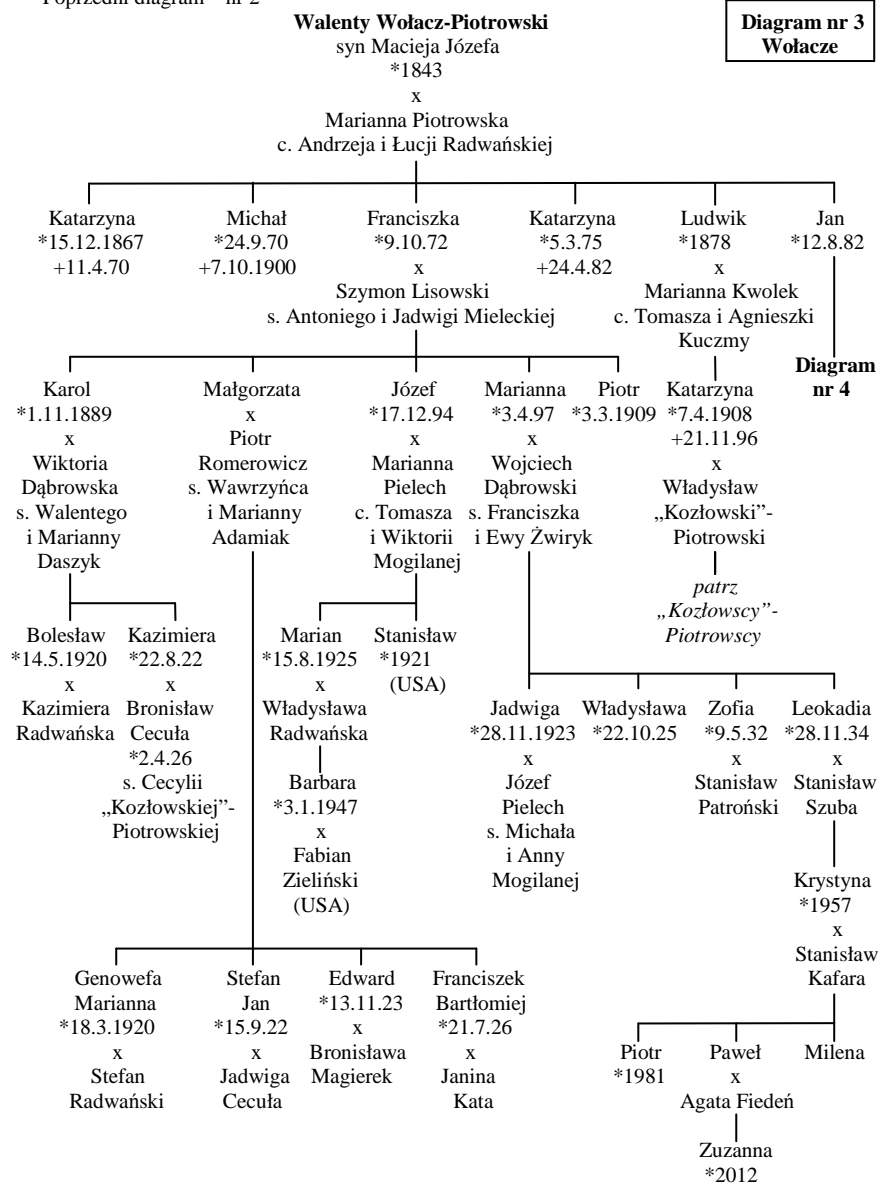 Poprzedni diagram – nr 2
Diagram nr 3
Wołacze
Walenty Wołacz-Piotrowski
syn Macieja Józefa
*1843
x
Marianna Piotrowska
c. Andrzeja i Łucji Radwańskiej
Katarzyna
*15.12.1867
+11.4.70
Michał
*24.9.70
+7.10.1900
Franciszka
*9.10.72
x
Szymon Lisowski
s. Antoniego i Jadwigi Mieleckiej
Katarzyna
*5.3.75
+24.4.82
Ludwik
*1878
x
Marianna Kwolek
c. Tomasza i Agnieszki
Kuczmy
Jan
*12.8.82
Diagram
nr 4
Karol
*1.11.1889
x
Wiktoria
Dąbrowska
s. Walentego
i Marianny
Daszyk
Małgorzata
x
Piotr
Romerowicz
s. Wawrzyńca
i Marianny
Adamiak
Józef
*17.12.94
x
Marianna
Pielech
c. Tomasza
i Wiktorii
Mogilanej
Marianna
*3.4.97
x
Wojciech
Dąbrowski
s. Franciszka
i Ewy Żwiryk
Piotr
*3.3.1909
Katarzyna
*7.4.1908
+21.11.96
x
Władysław
„Kozłowski”-
Piotrowski
patrz
„Kozłowscy”-
Piotrowscy
Bolesław
*14.5.1920
x
Kazimiera
Radwańska
Kazimiera
*22.8.22
x
Bronisław
Cecuła
*2.4.26
s. Cecylii
„Kozłowskiej”-
Piotrowskiej
Marian
*15.8.1925
x
Władysława
Radwańska
Stanisław
*1921
(USA)
Barbara
*3.1.1947
x
Fabian
Zieliński
(USA)
Jadwiga
*28.11.1923
x
Józef
Pielech
s. Michała
i Anny
Mogilanej
Władysława
*22.10.25
Zofia
*9.5.32
x
Stanisław
Patroński
Leokadia
*28.11.34
x
Stanisław
Szuba
Krystyna
*1957
x
Stanisław
Kafara
Genowefa
Marianna
*18.3.1920
x
Stefan
Radwański
Stefan
Jan
*15.9.22
x
Jadwiga
Cecuła
Edward
*13.11.23
x
Bronisława
Magierek
Franciszek
Bartłomiej
*21.7.26
x
Janina
Kata
Piotr
*1981
Paweł
x
Agata Fiedeń
Milena
Zuzanna
*2012